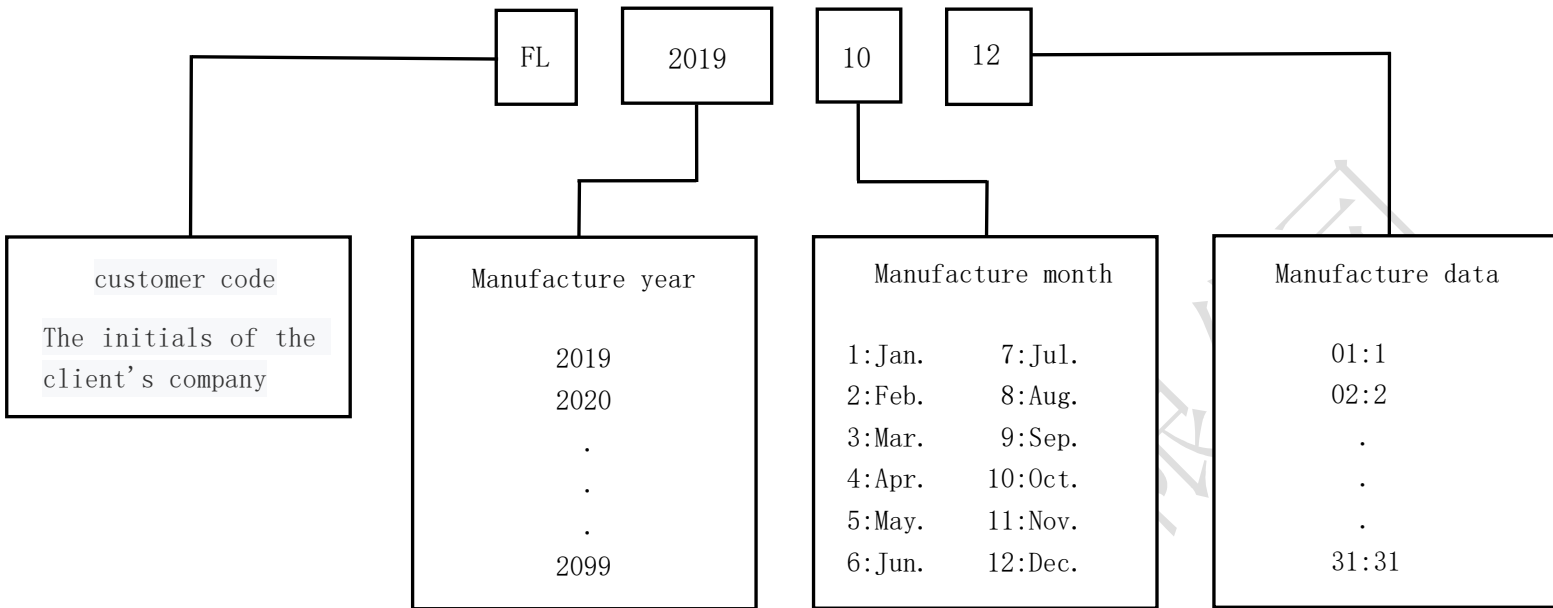 FL 2019 10 12
customer code
The initials of the
client's company
Manufacture year
2019
2020
.
.
.
2099
Manufacture month
1:Jan. 7:Jul.
2:Feb. 8:Aug.
3:Mar. 9:Sep.
4:Apr. 10:Oct.
5:May. 11:Nov.
6:Jun. 12:Dec.
Manufacture data
01:1
02:2
.
.
.
31:31